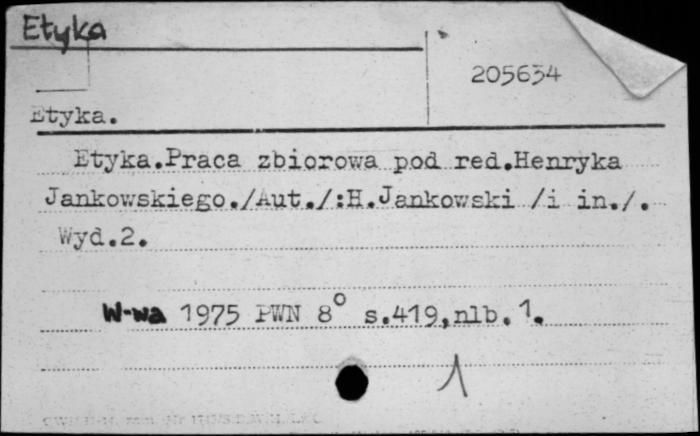 Etyka
205634
Etyka.
Etyka.Praca zbiorowa pod red.Henryka
Jankowskiego./Aut./:H.Jankowski /i in./.
Wyd.2.
W-wa 1975 PWN 8° s.419,nlb.1.
1